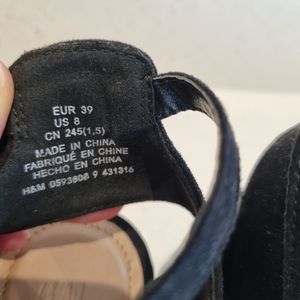 EUR 39
US 8
CN 245(1,5)
MADE IN CHINA
FABRIQUÉ EN CHINE
HECHO EN CHINA
H&M 0593808 9 431316